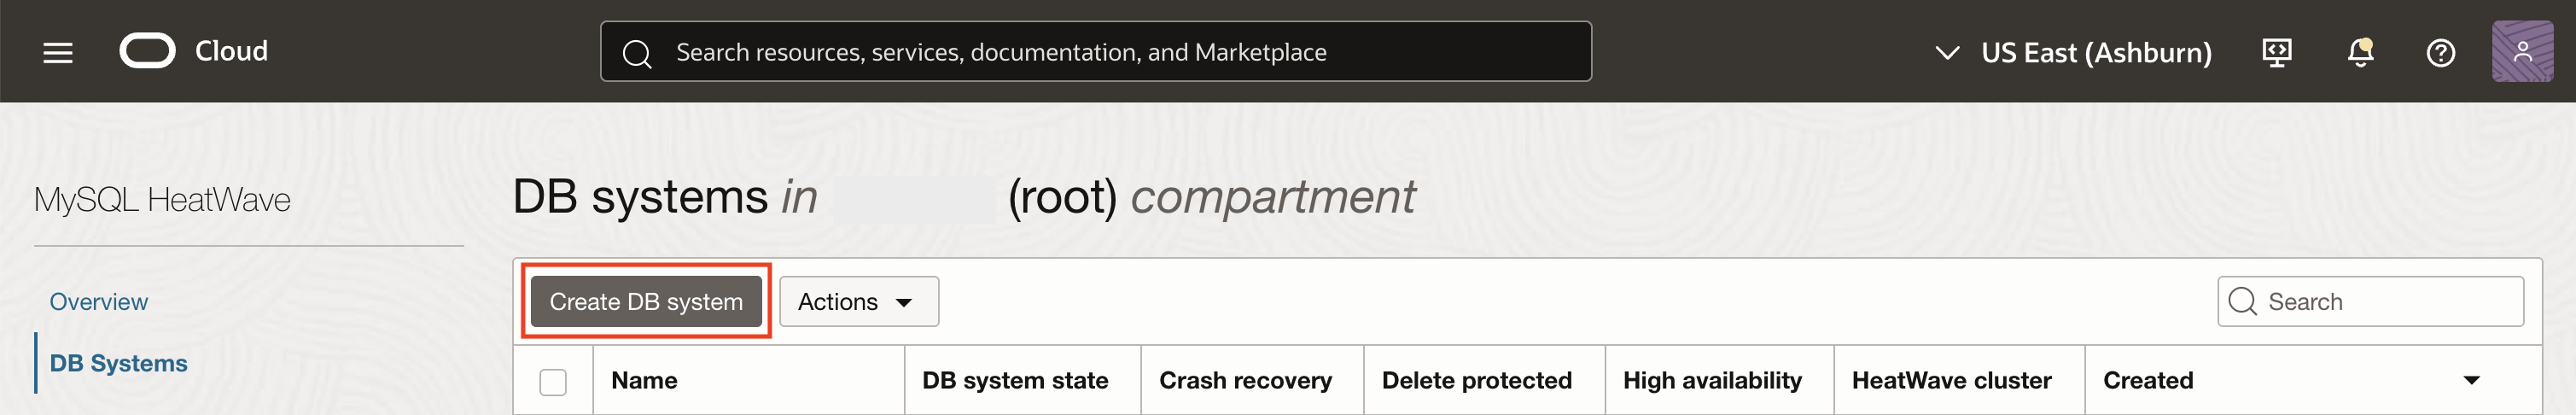 Cloud
Search resources, services, documentation, and Marketplace
US East (Ashburn)
MySQL HeatWave
DB systems in (root) compartment
Create DB system
Actions
Search
Overview
DB Systems
Name
DB system state
Crash recovery
Delete protected
High availability
HeatWave cluster
Created